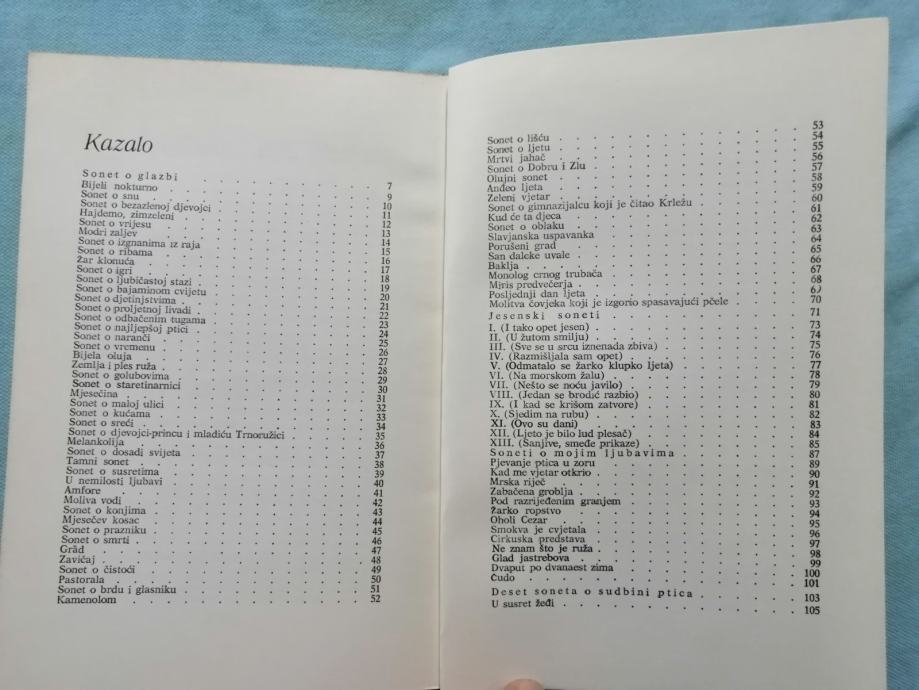 Kazalo
Sonet o glazbi 7
Bijeli nokturno 9
Sonet o snu 10
Sonet o bezazlenoj djevojci 11
Hajdemo, zimzeleni 12
Sonet o vrijesu 13
Modri zaljev 14
Sonet o izgnanima iz raja 15
Sonet o ribama 16
Žar klonuća 17
Sonet o igri 18
Sonet o ljubičastoj stazi 19
Sonet o bajaminom cvijetu 20
Sonet o djetinjstvima 21
Sonet o proljetnoj livadi 22
Sonet o odbačenim tugama 23
Sonet o najljepšoj ptici 24
Sonet o naranči 25
Sonet o vremenu 26
Bijela oluja 27
Zemlja i ples ruža 28
Sonet o golubovima 29
Sonet o staretinarnici 30
Mjesečina 31
Sonet o maloj ulici 32
Sonet o kućama 33
Sonet o sreći 34
Sonet o djevojci-princu i mladiću Trnoružici 35
Melankolija 36
Sonet o dosadi svijeta 37
Tamni sonet 38
Sonet o susretima 39
U nemilosti ljubavi 40
Amfore 41
Moliva vodi 42
Sonet o konjima 43
Mjesečev kosac 44
Sonet o prazniku 45
Sonet o smrti 46
Grad 47
Zavičaj 48
Sonet o čistoći 49
Pastorala 50
Sonet o brdu i glasniku 51
Kamenolom 52
Sonet o lišću 53
Sonet o ljetu 54
Mrtvi jahač 55
Sonet o Dobru i Zlu 56
Olujni sonet 57
Anđeo ljeta 58
Zeleni vjetar 59
Sonet o gimnazijalcu koji je čitao Krležu 60
Kud će ta djeca 61
Sonet o oblaku 62
Slavjanska uspavanka 63
Porušeni grad 64
San daleke uvale 65
Baklja 66
Monolog crnog trubača 67
Miris predvečerja 68
Posljednji dan ljeta 69
Molitva čovjeka koji je izgorio spasavajući pčele 70
Jesenski soneti 71
I. (I tako opet jesen) 73
II. (U žutom smilju) 74
III. (Sve se u srcu iznenada zbiva) 75
IV. (Razmišljala sam opet) 76
V. (Odmatalo se žarko klupko ljeta) 77
VI. (Na morskom žalu) 78
VII. (Nešto se noću javilo) 79
VIII. (Jedan se brodić razbio) 80
IX. (I kad se krišom zatvore) 81
X. (Sjedim na rubu) 82
XI. (Ovo su dani) 83
XII. (Ljeto je bilo lud plesač) 84
XIII. (Sanjive, smeđe prikaze) 85
Soneti o mojim ljubavima 87
Pjevanje ptica u zoru 89
Kad me vjetar otkrio 90
Mrska riječ 91
Zabačena groblja 92
Pod razrijeđenim granjem 93
Žarko ropstvo 94
Oholi Cezar 95
Smokva je cvjetala 96
Cirkuska predstava 97
Ne znam što je ruža 98
Glad jastrebova 99
Dvaput po dvanaest zima 100
Čudo 101
Deset soneta o sudbini ptica 103
U susret žeđi 105